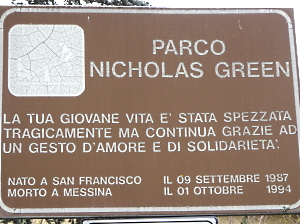 PARCO
NICHOLAS GREEN
LA TUA GIOVANE VITA E' STATA SPEZZATA
TRAGICAMENTE MA CONTINUA GRAZIE AD
UN GESTO D'AMORE E DI SOLIDARIETA'.
NATO A SAN FRANCISCO IL 09 SETTEMBRE 1987
MORTO A MESSINA IL 01 OTTOBRE 1994